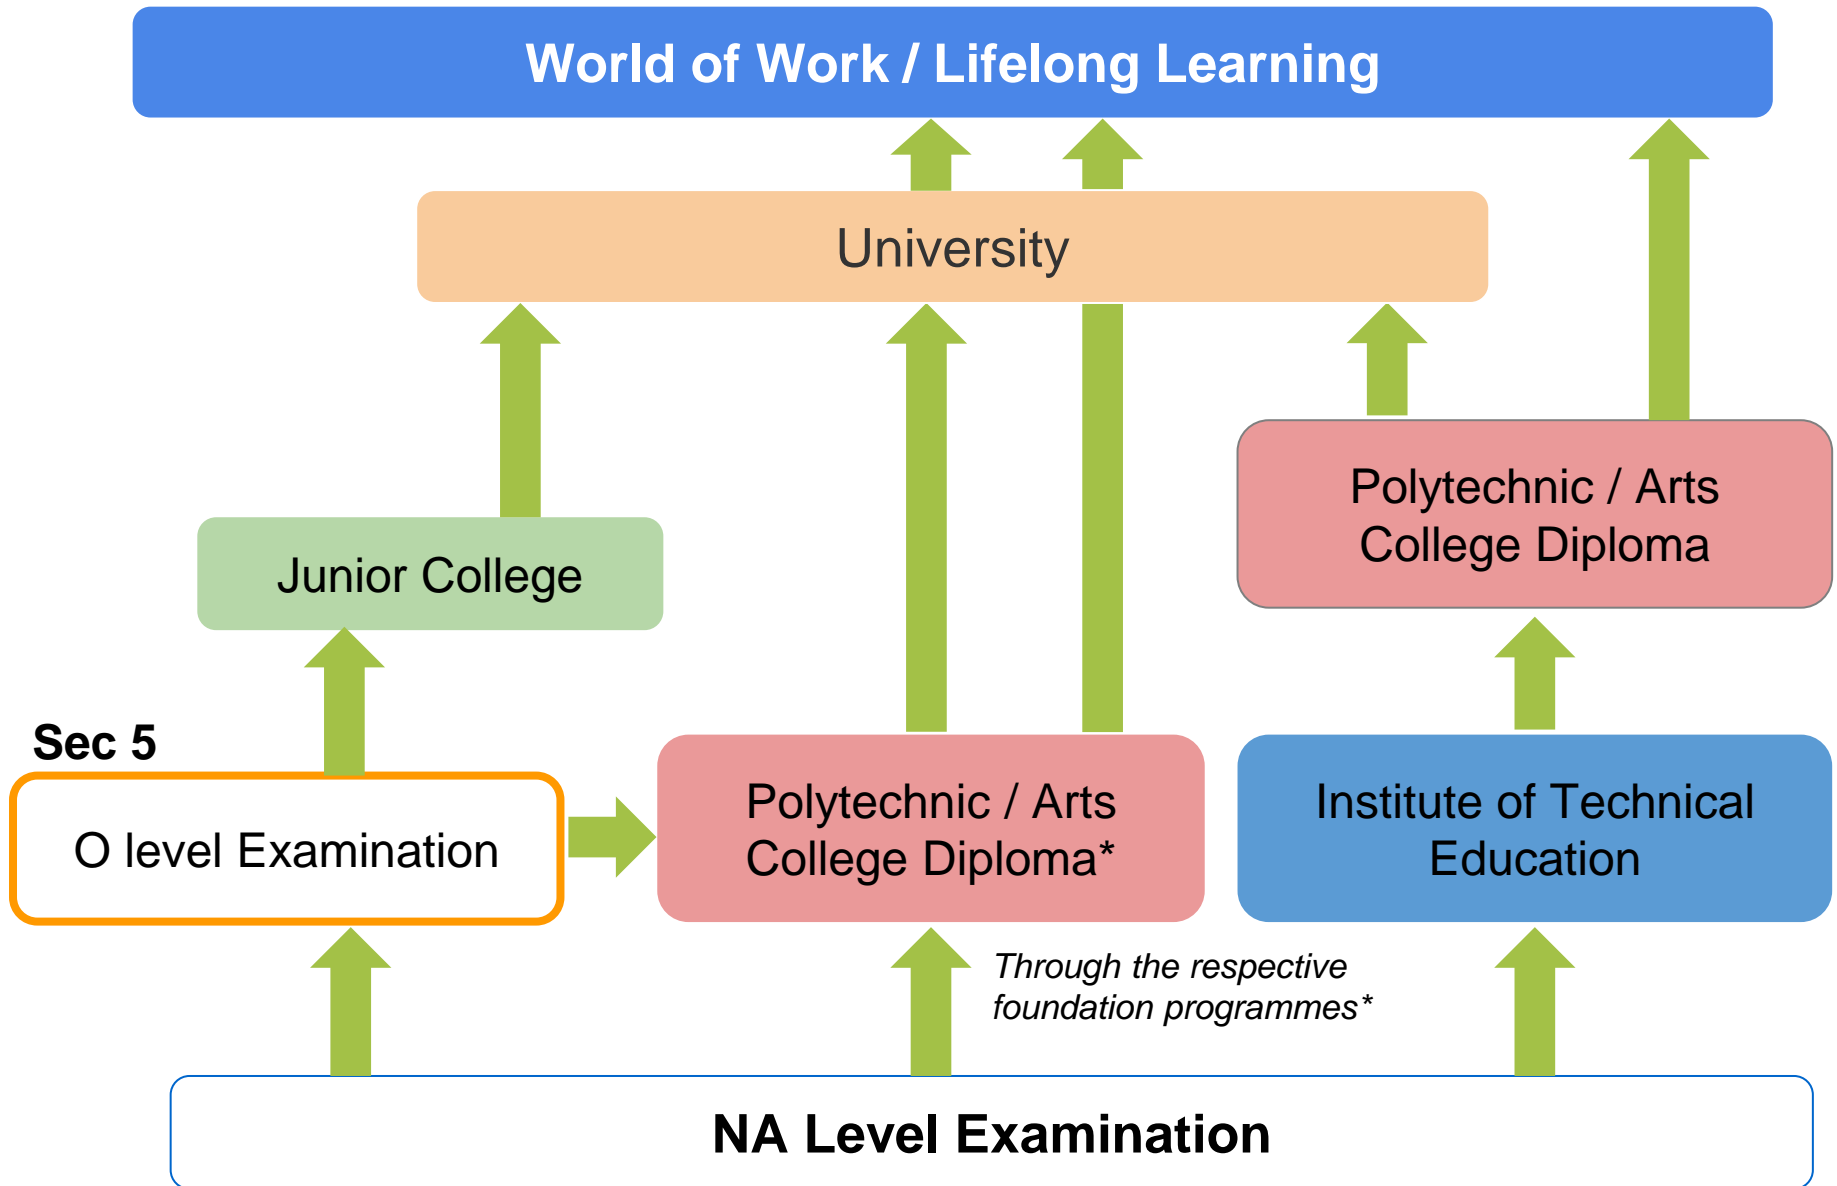 World of Work / Lifelong Learning
University
Polytechnic / Arts
College Diploma
Junior College
Sec 5
O level Examination
Polytechnic / Arts
College Diploma*
Institute of Technical
Education
Through the respective
foundation programmes*
NA Level Examination